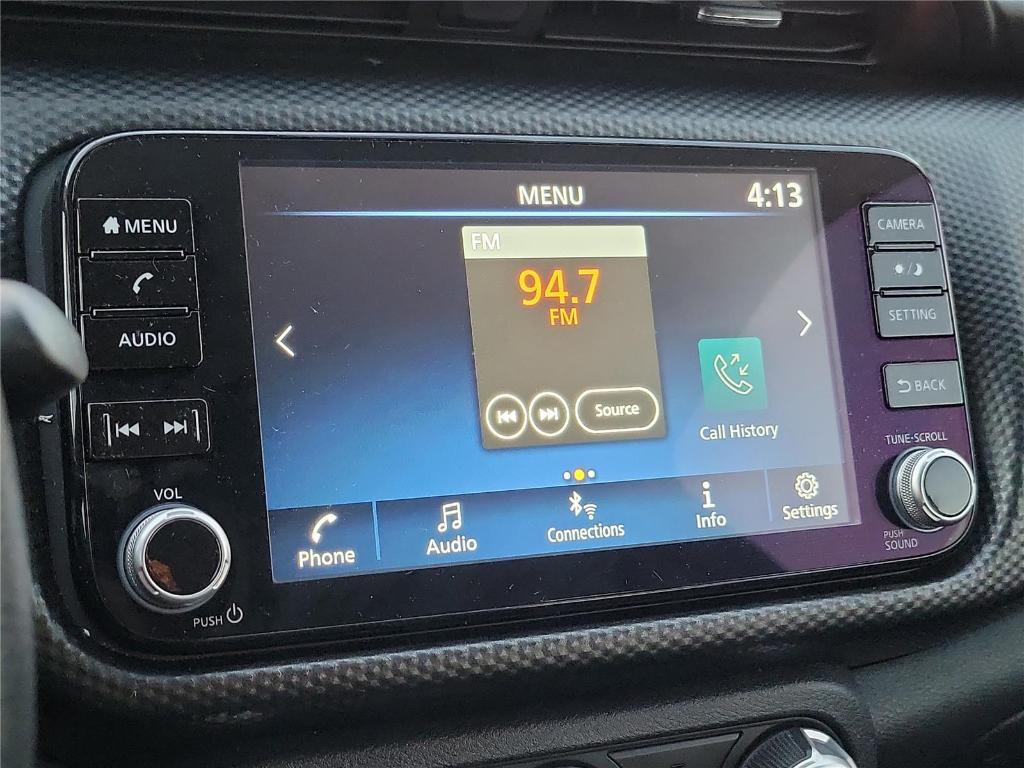 MENU
AUDIO
VOL
PUSH
MENU
4:13
FM
94.7
FM
Source
Call History
Phone
Audio
Connections
Info
Settings
CAMERA
SETTING
BACK
TUNE·SCROLL
PUSH
SOUND